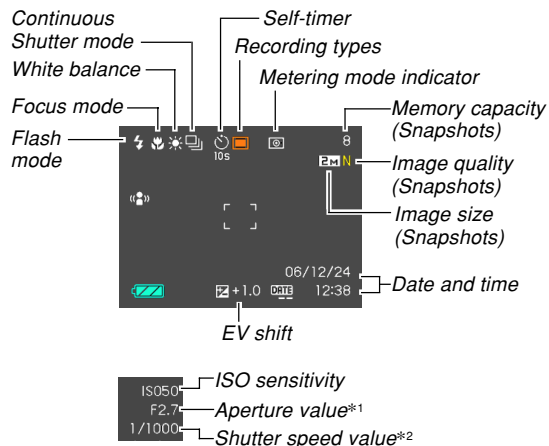 Continuous
Shutter mode
White balance
Focus mode
Flash
mode
Self-timer
Recording types
Metering mode indicator
Memory capacity
(Snapshots)
Image quality
(Snapshots)
Image size
(Snapshots)
Date and time
10s
8
2M N
06/12/24
+1.0 DATE 12:38
EV shift
ISO50
F2.7
1/1000
ISO sensitivity
Aperture value*1
Shutter speed value*2